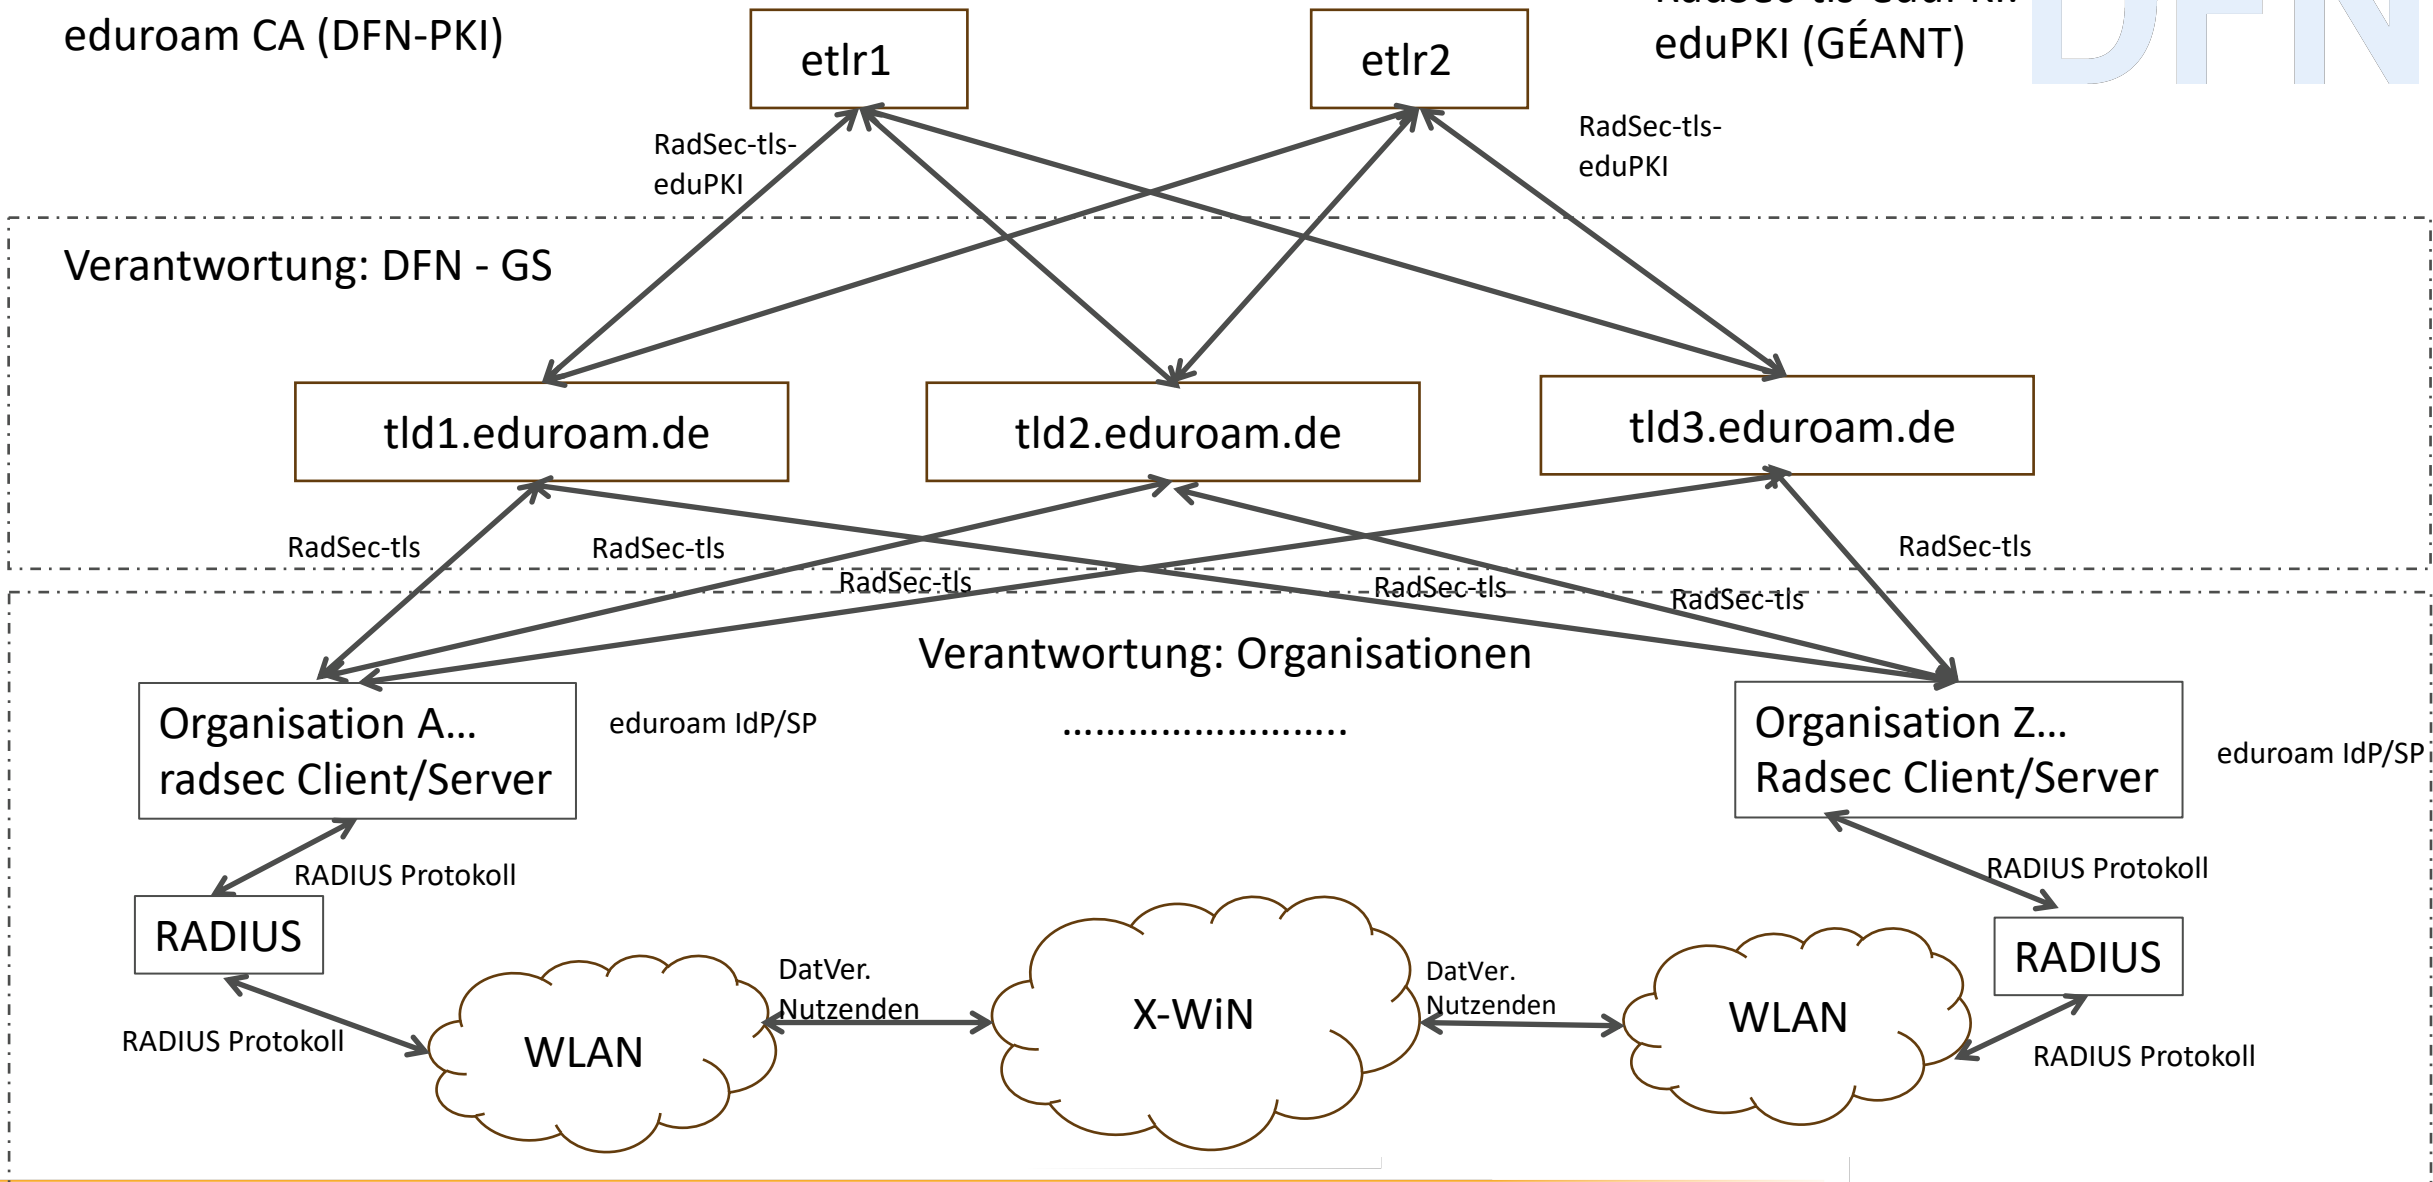 eduroam CA (DFN-PKI)
etlr1
etlr2
eduPKI (GÉANT)
DFN
RadSec-tls-
eduPKI
RadSec-tls-
eduPKI
Verantwortung: DFN - GS
tld1.eduroam.de
tld2.eduroam.de
tld3.eduroam.de
RadSec-tls
RadSec-tls
RadSec-tls
RadSec-tls
RadSec-tls
RadSec-tls
Verantwortung: Organisationen
Organisation A...
radsec Client/Server
eduroam IdP/SP
……………………..
Organisation Z...
Radsec Client/Server
eduroam IdP/SP
RADIUS Protokoll
RADIUS Protokoll
RADIUS
RADIUS
DatVer.
Nutzenden
DatVer.
Nutzenden
X-WiN
WLAN
WLAN
RADIUS Protokoll
RADIUS Protokoll